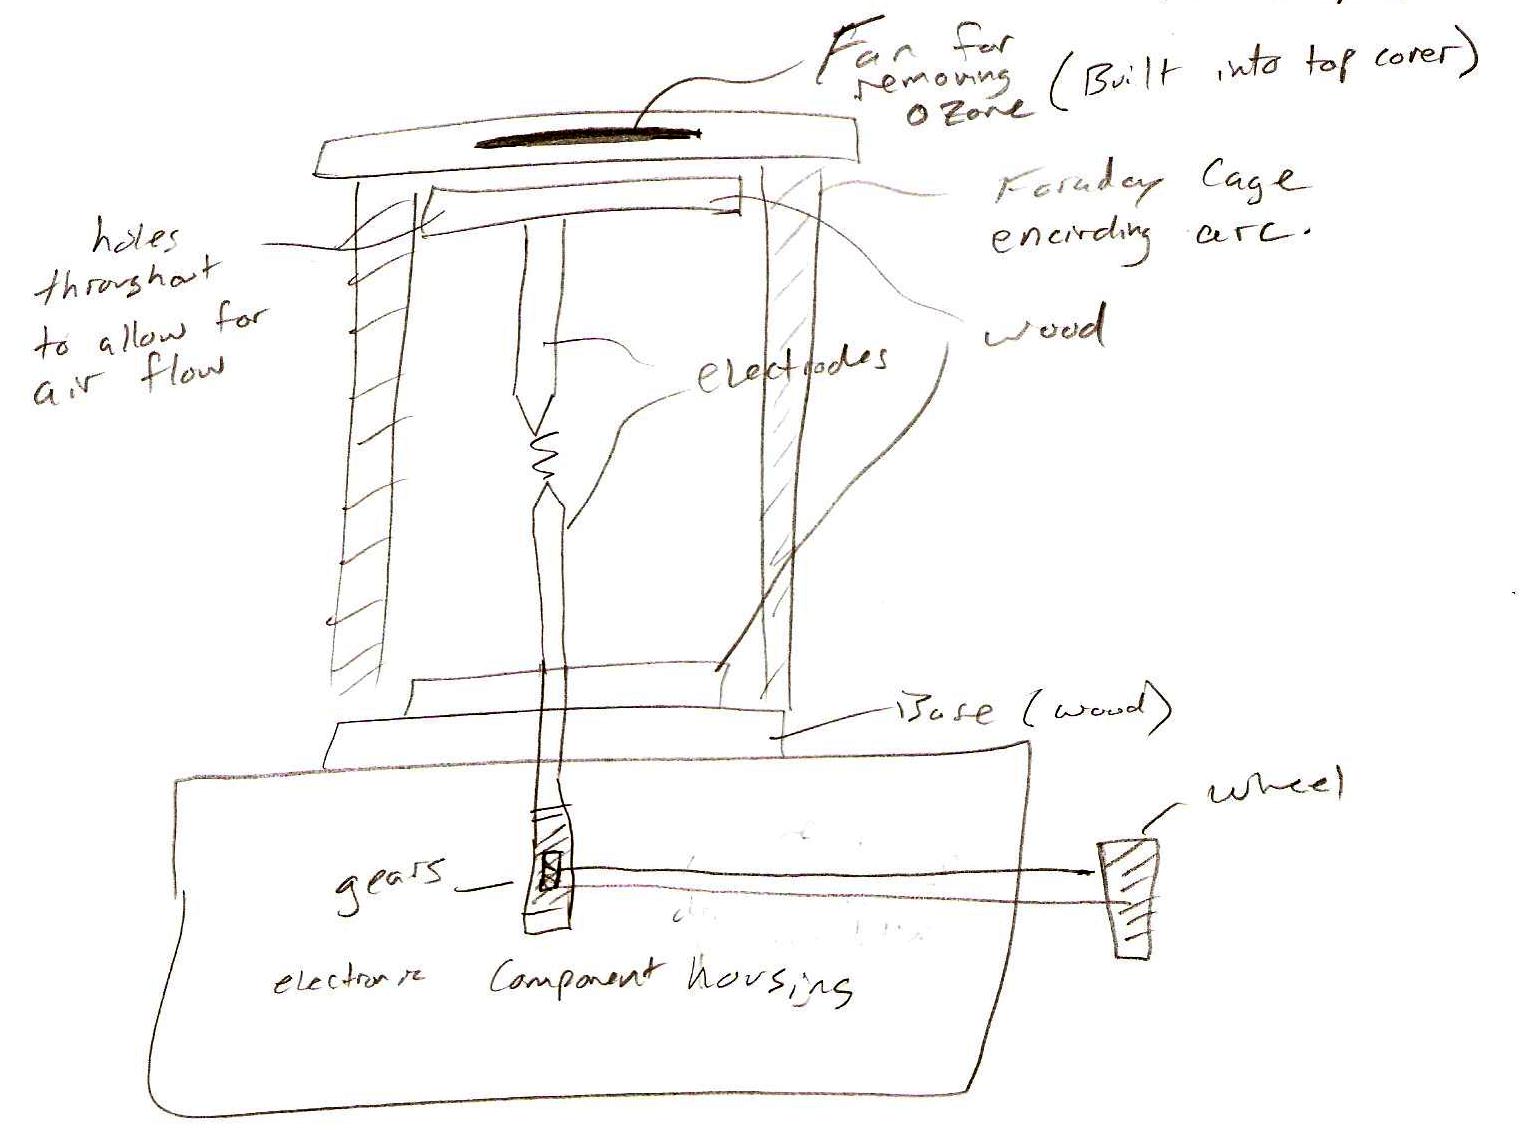 Fan for
removing
Ozone
(Built into top cover)
Faraday Cage
encircling arc.
holes
throughout
to allow for
air flow
wood
electrodes
Base (wood)
wheel
gears
electronic Component housing